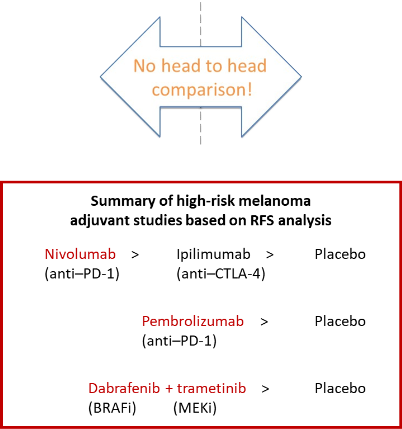 No head to head
comparison!
Summary of high-risk melanoma
adjuvant studies based on RFS analysis
Nivolumab > Ipilimumab > Placebo
(anti–PD-1) (anti–CTLA-4)
Pembrolizumab > Placebo
(anti–PD-1)
Dabrafenib + trametinib > Placebo
(BRAFi) (MEKi)